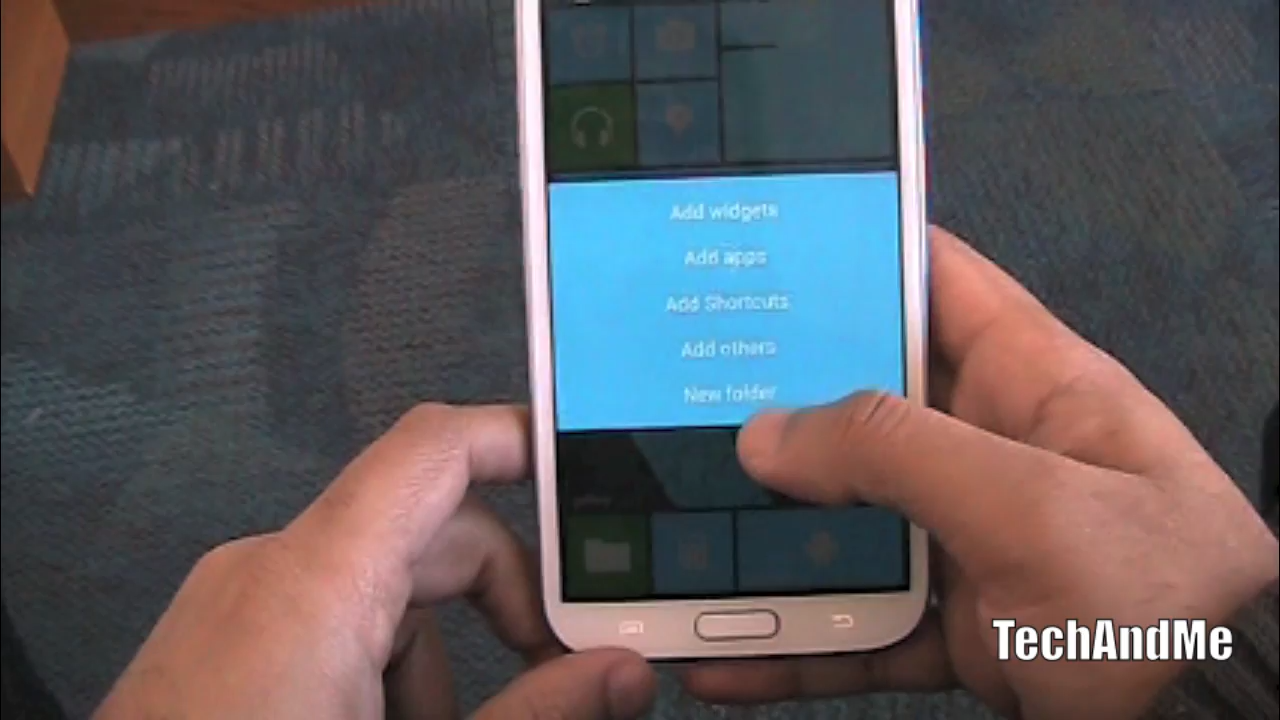 Add widgets
Add apps
Add Shortcuts
Add others
New folder
TechAndMe